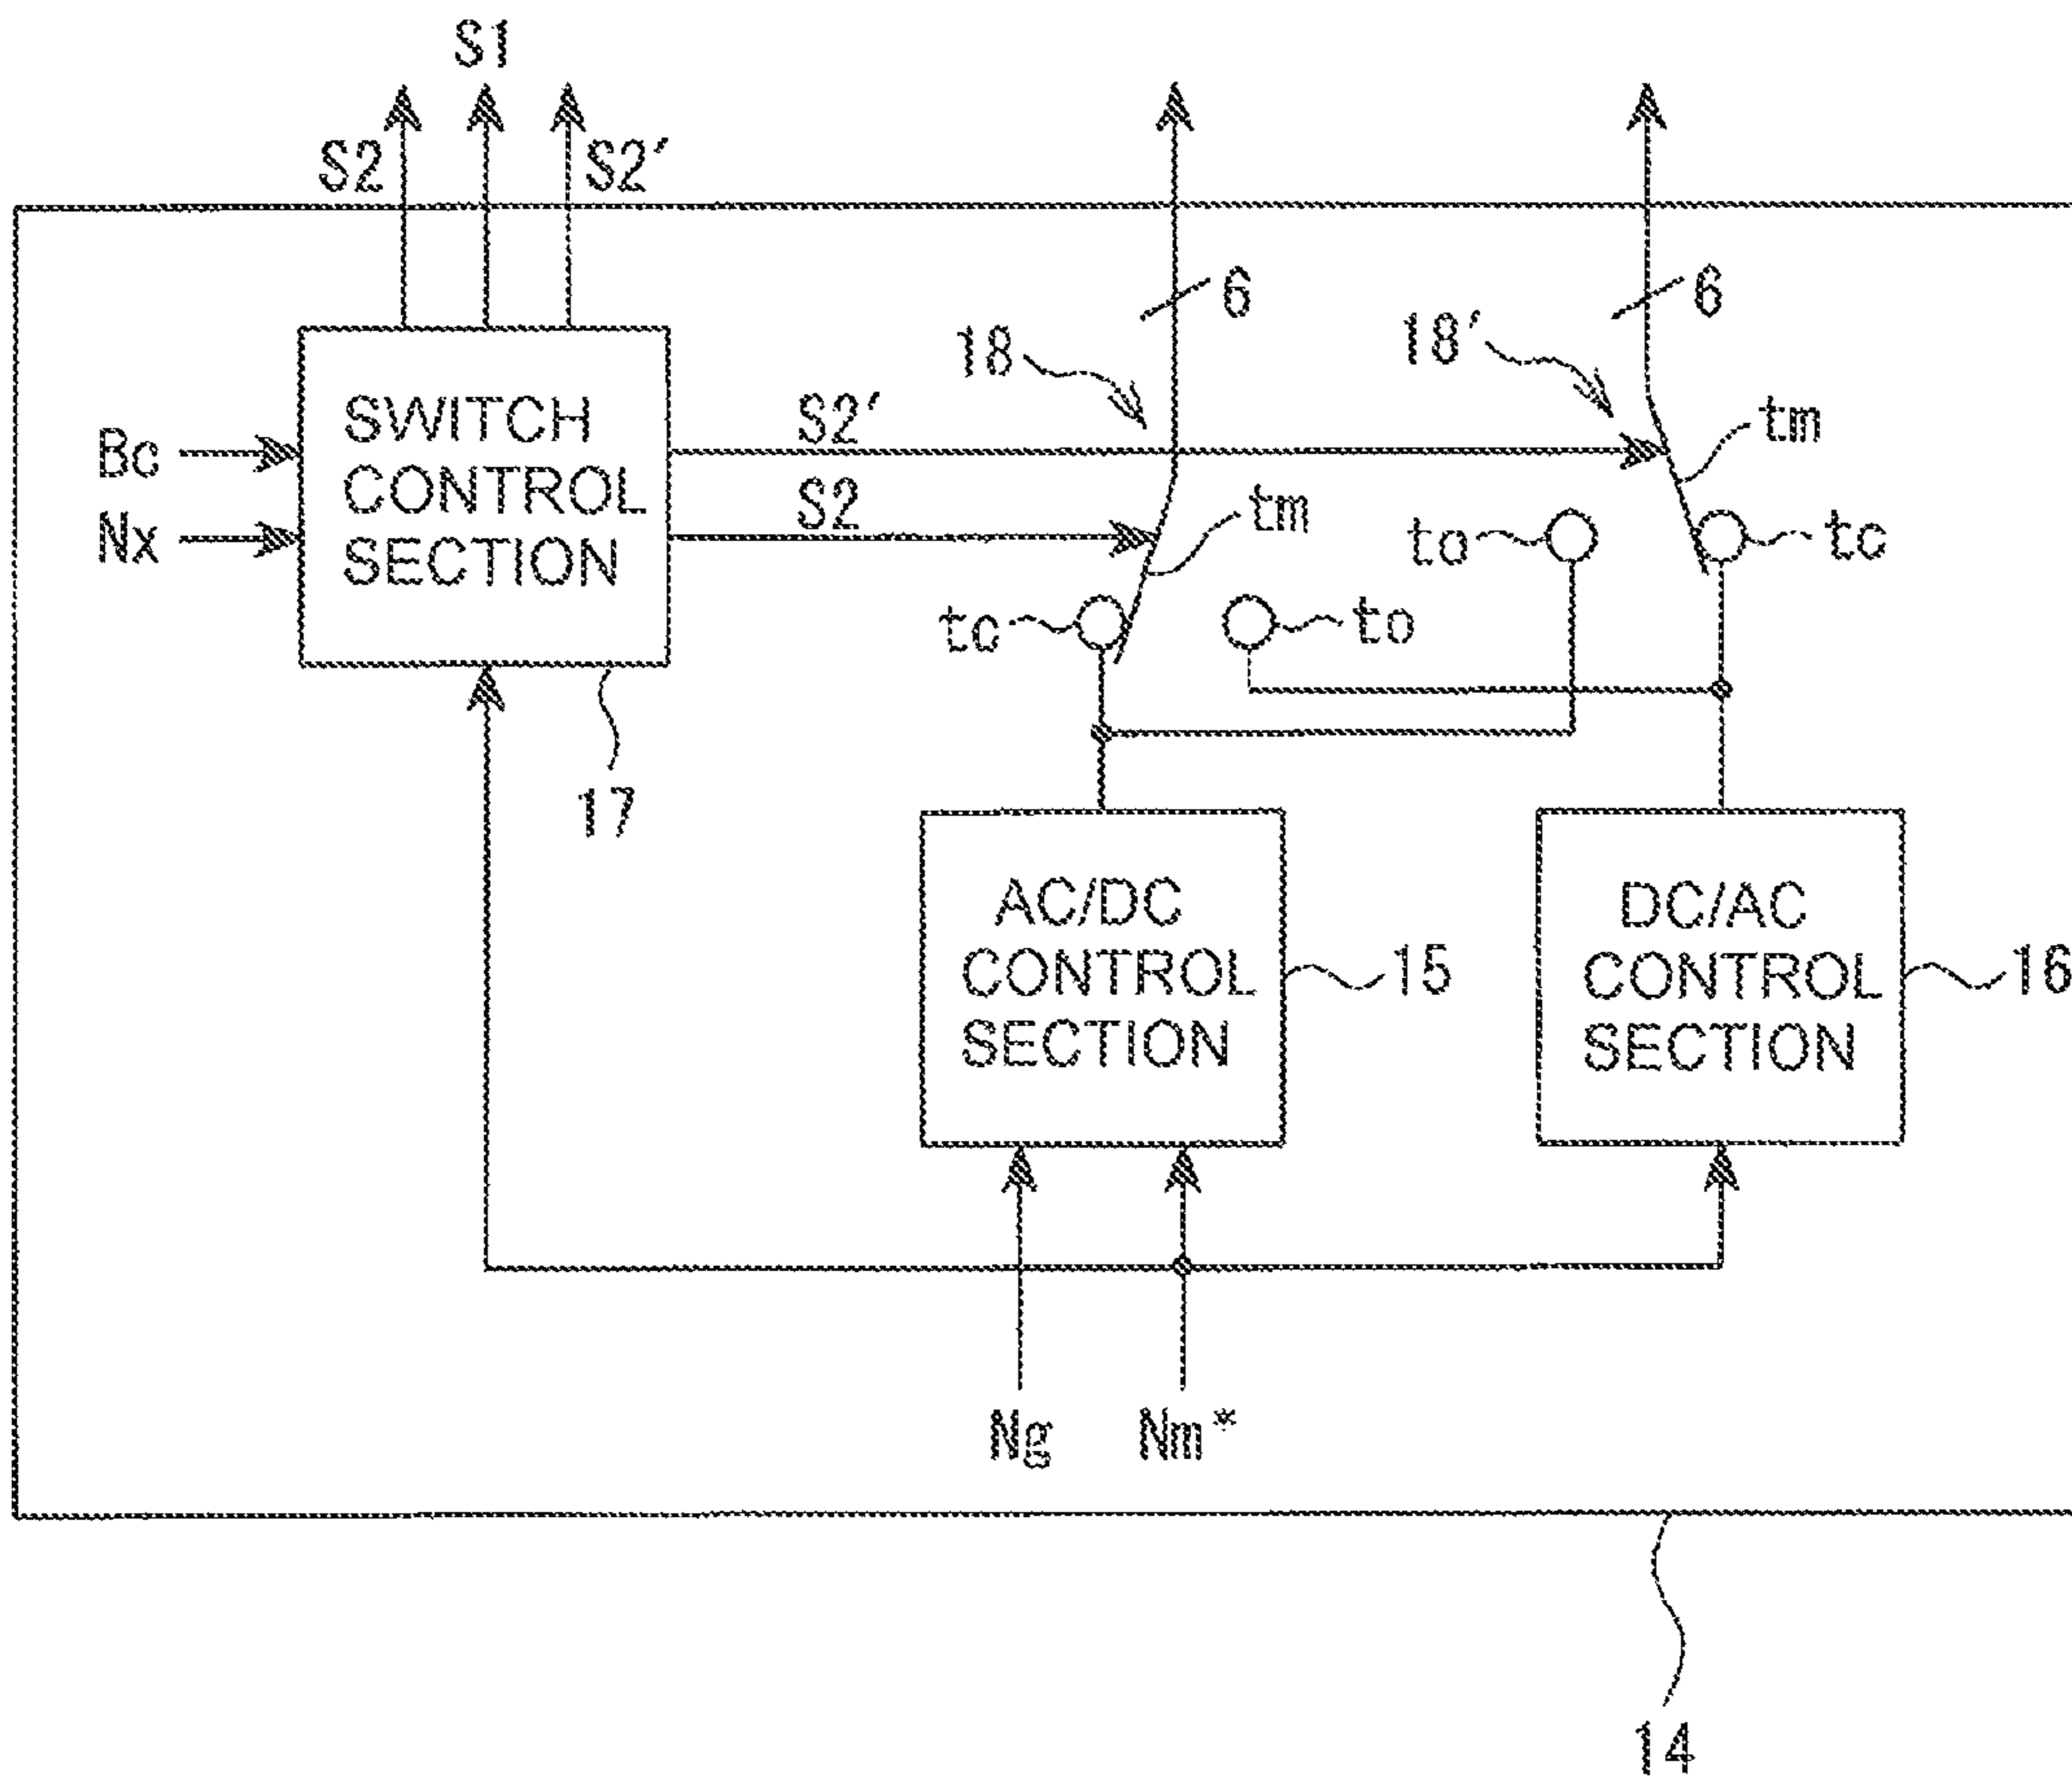 S1
S2
S2′
6
6
18
18′
SWITCH
CONTROL
SECTION
Bc
Nx
S2′
S2
tm
tm
to
tc
tc
to
17
AC/DC
CONTROL
SECTION
15
DC/AC
CONTROL
SECTION
16
Ng
Nm*
14